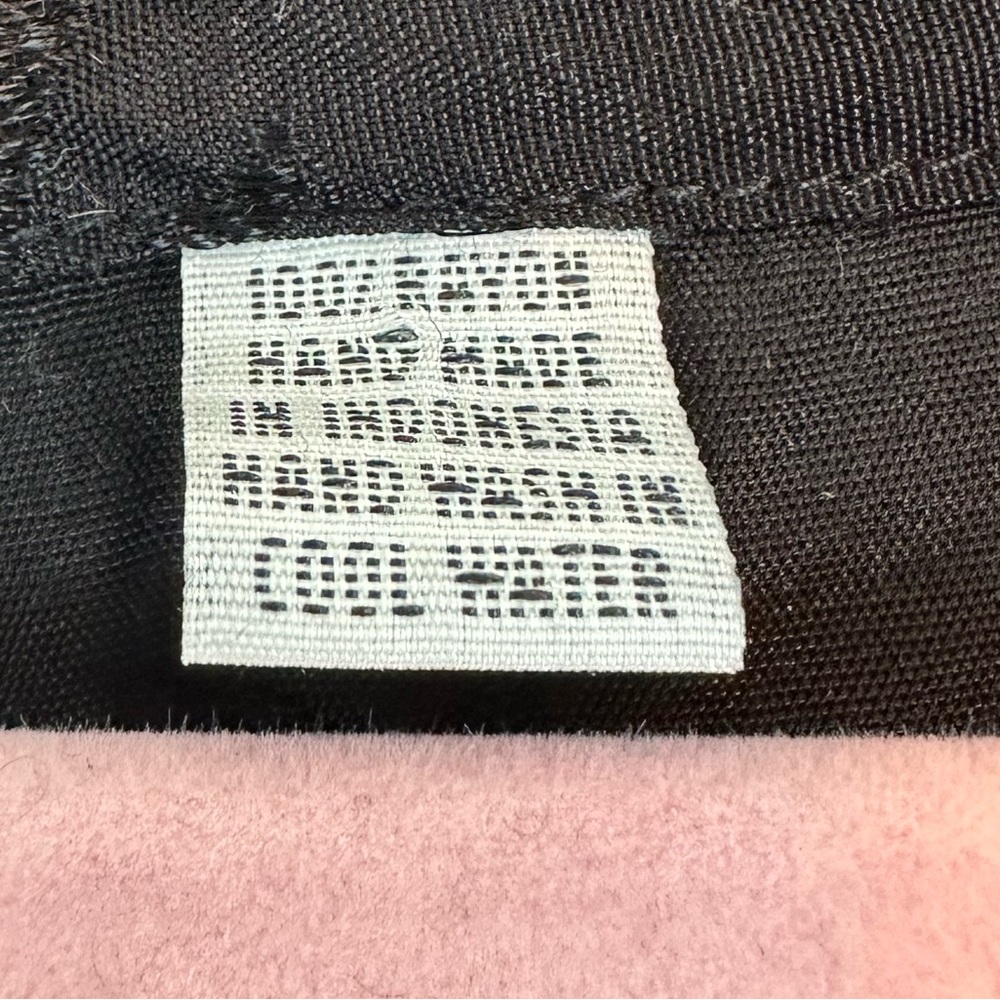 100% RAYON
HAND MADE
IN INDONESIA
HAND WASH IN
COOL WATER